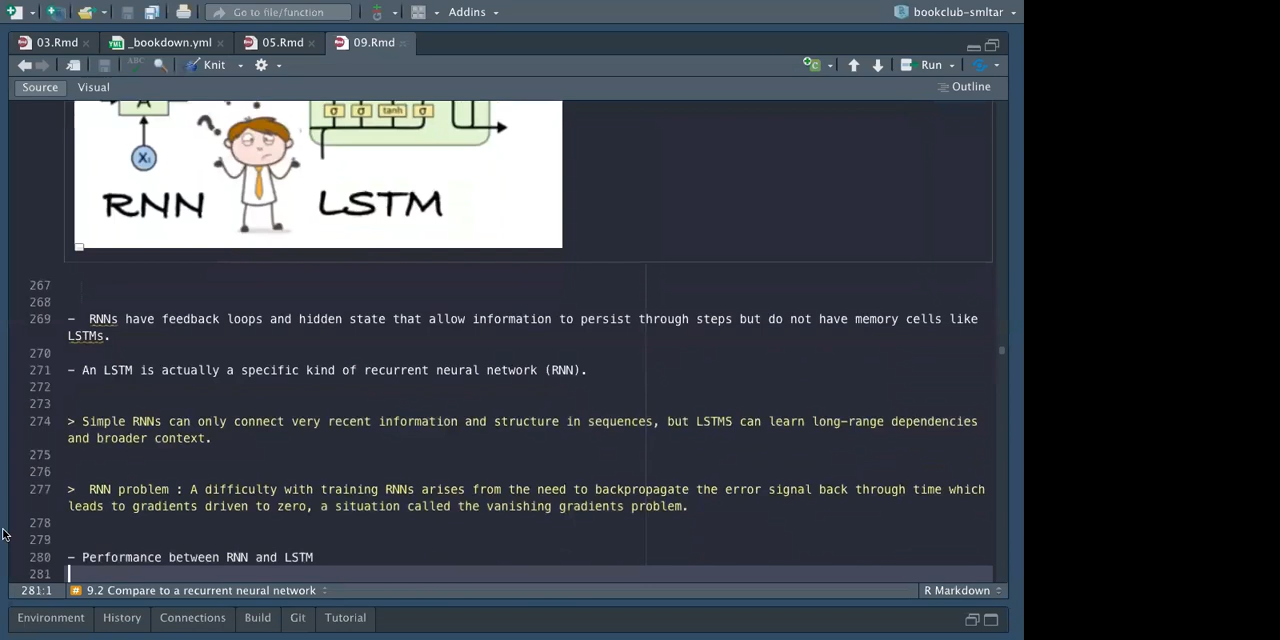 Go to file/function
Addins
bookclub-smltar
03.Rmd
_bookdown.yml
05.Rmd
09.Rmd
ABC
Knit
Run
Source
Visual
Outline
A
σ σ tanh σ
RNN
LSTM
267
268
269 - RNNs have feedback loops and hidden state that allow information to persist through steps but do not have memory cells like
LSTMs.
270
271 - An LSTM is actually a specific kind of recurrent neural network (RNN).
272
273
274 > Simple RNNs can only connect very recent information and structure in sequences, but LSTMS can learn long-range dependencies
and broader context.
275
276
277 > RNN problem : A difficulty with training RNNs arises from the need to backpropagate the error signal back through time which
leads to gradients driven to zero, a situation called the vanishing gradients problem.
278
279
280 - Performance between RNN and LSTM
281
281:1
# 9.2 Compare to a recurrent neural network
R Markdown
Environment
History
Connections
Build
Git
Tutorial